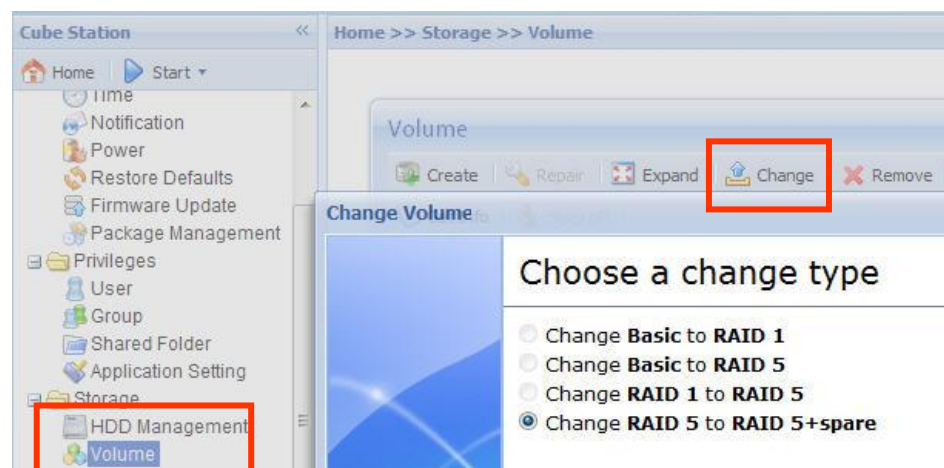 Cube Station
Home Start
Time
Notification
Power
Restore Defaults
Firmware Update
Package Management
Privileges
User
Group
Shared Folder
Application Setting
Storage
HDD Management
Volume
Home >> Storage >> Volume
Volume
Create Repair Expand Change Remove
Change Volume
Choose a change type
Change Basic to RAID 1
Change Basic to RAID 5
Change RAID 1 to RAID 5
Change RAID 5 to RAID 5+spare